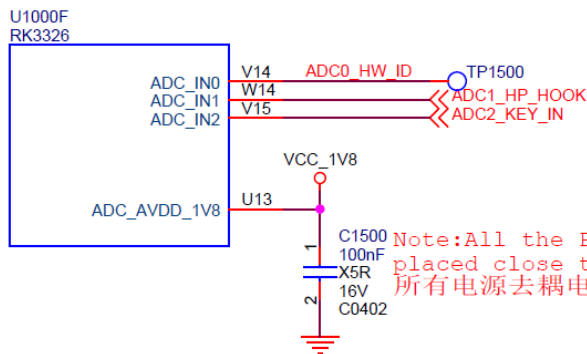 U1000F
RK3326
ADC_IN0 V14 ADC0_HW_ID TP1500
ADC_IN1 W14 ADC1_HP_HOOK
ADC_IN2 V15 ADC2_KEY_IN
VCC_1V8
ADC_AVDD_1V8 U13
1 C1500
100nF
X5R
2 16V
C0402
Note:All the
placed close
所有电源去耦电